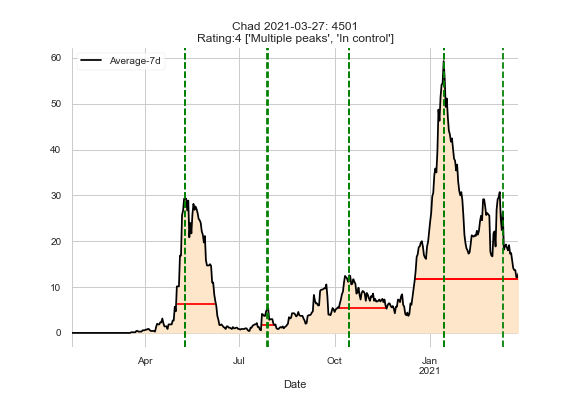 Chad 2021-03-27: 4501
Rating:4 ['Multiple peaks', 'In control']
60
Average-7d
50
40
30
20
10
0
Apr Jul Oct Jan
2021
Date